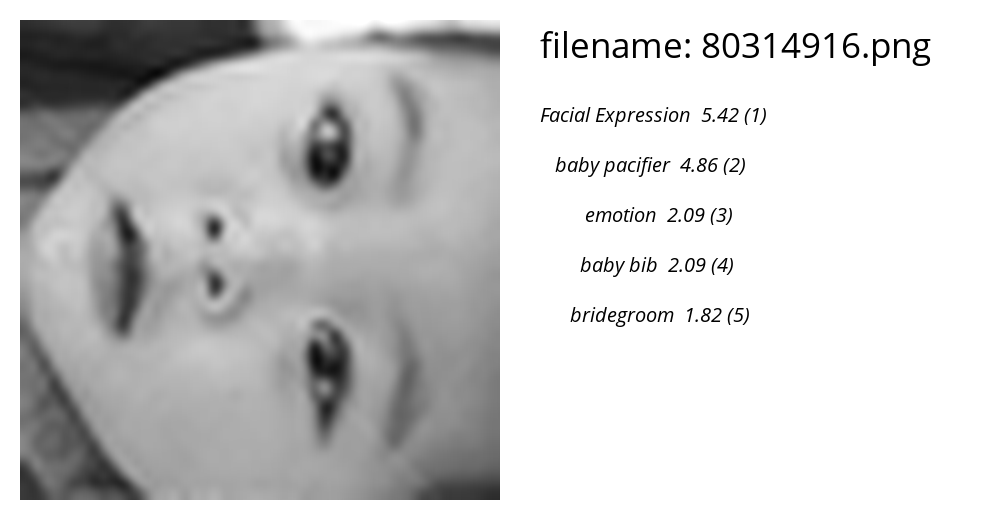 filename: 80314916.png
Facial Expression 5.42 (1)
baby pacifier 4.86 (2)
emotion 2.09 (3)
baby bib 2.09 (4)
bridegroom 1.82 (5)